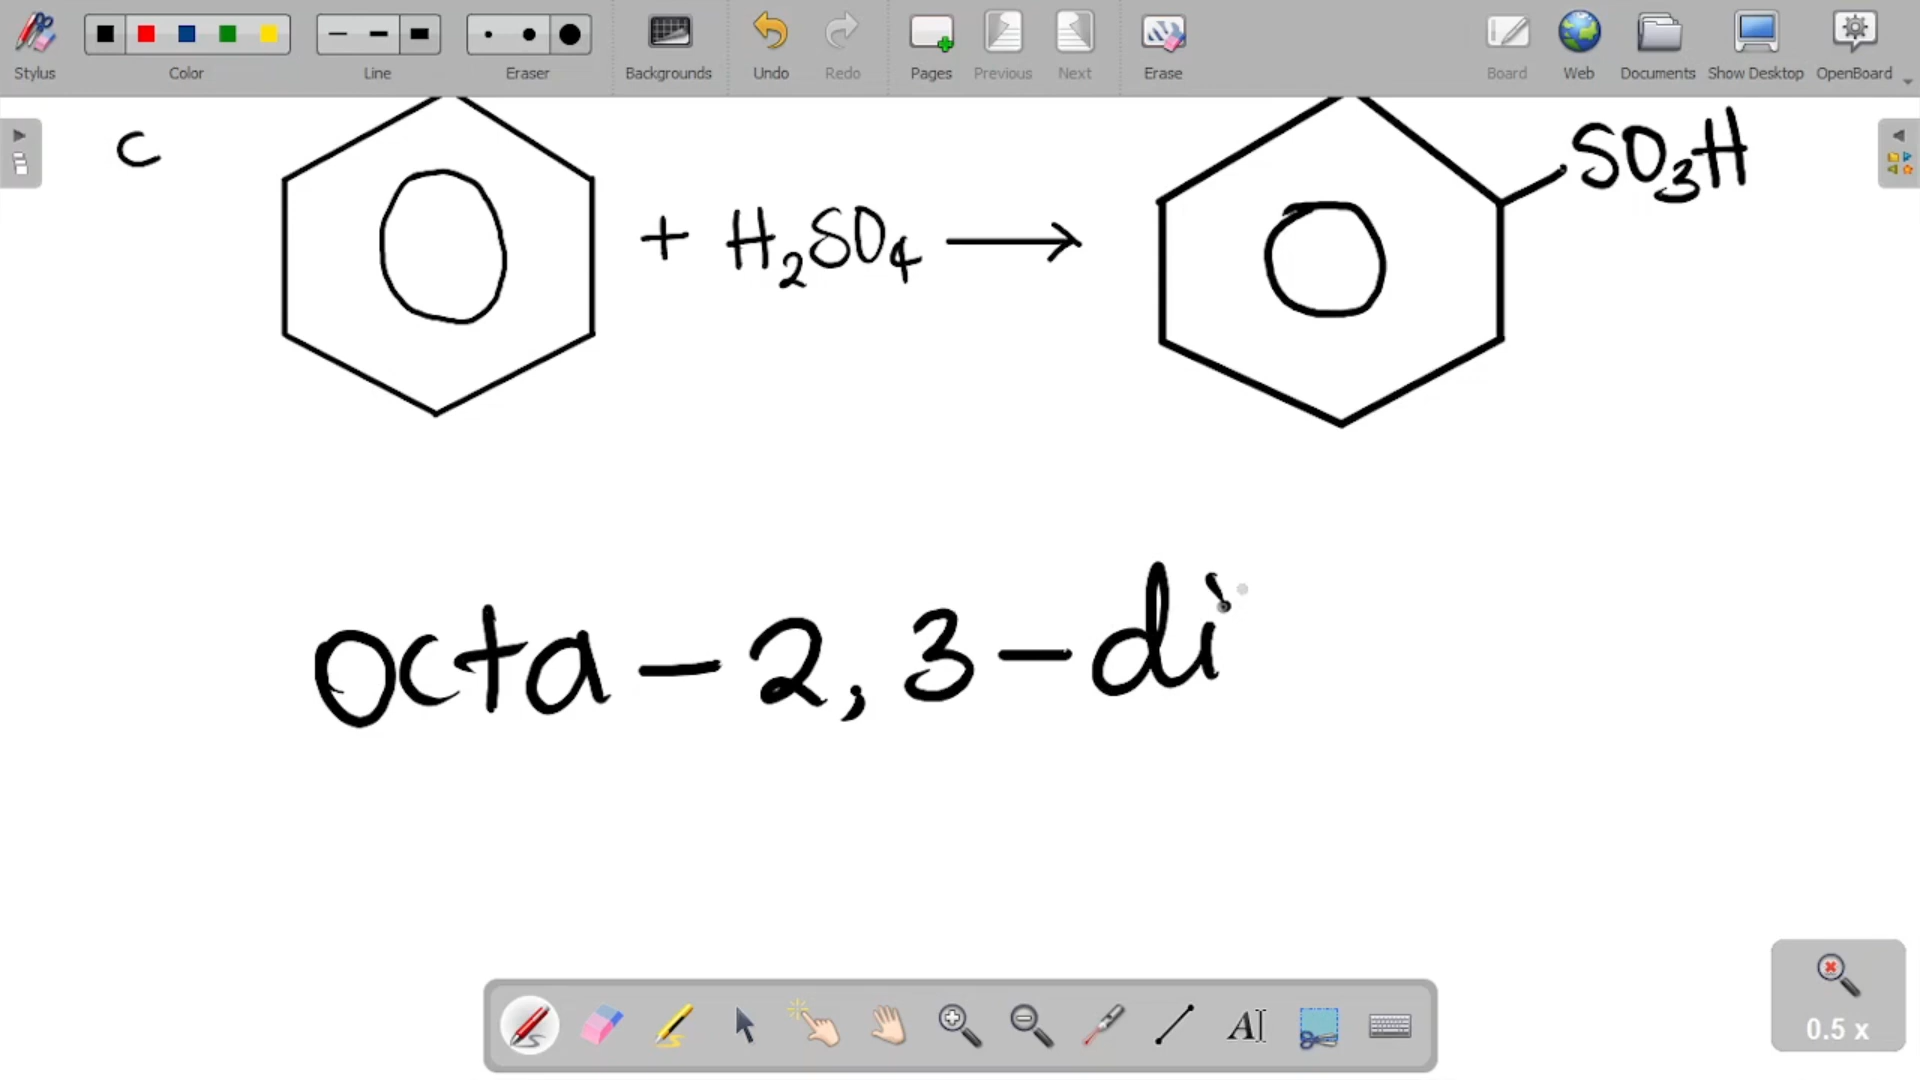 Stylus Color Line Eraser Backgrounds Undo Redo Pages Previous Next Erase Board Web Documents Show Desktop OpenBoard
c
+ H₂SO₄ ⟶
SO₃H
octa - 2, 3 - di
AI
0.5 x